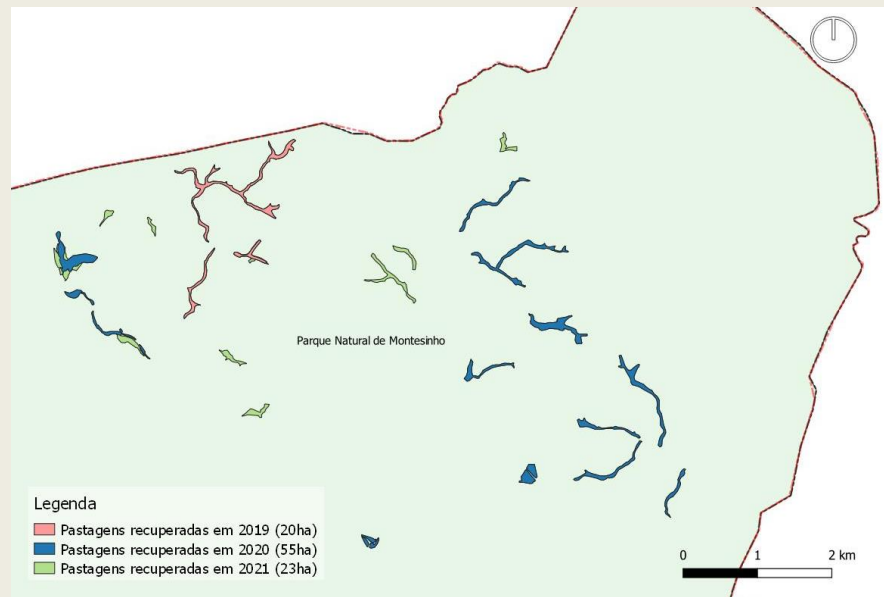 Parque Natural de Montesinho
Legenda
Pastagens recuperadas em 2019 (20ha)
Pastagens recuperadas em 2020 (55ha)
Pastagens recuperadas em 2021 (23ha)
0 1 2 km